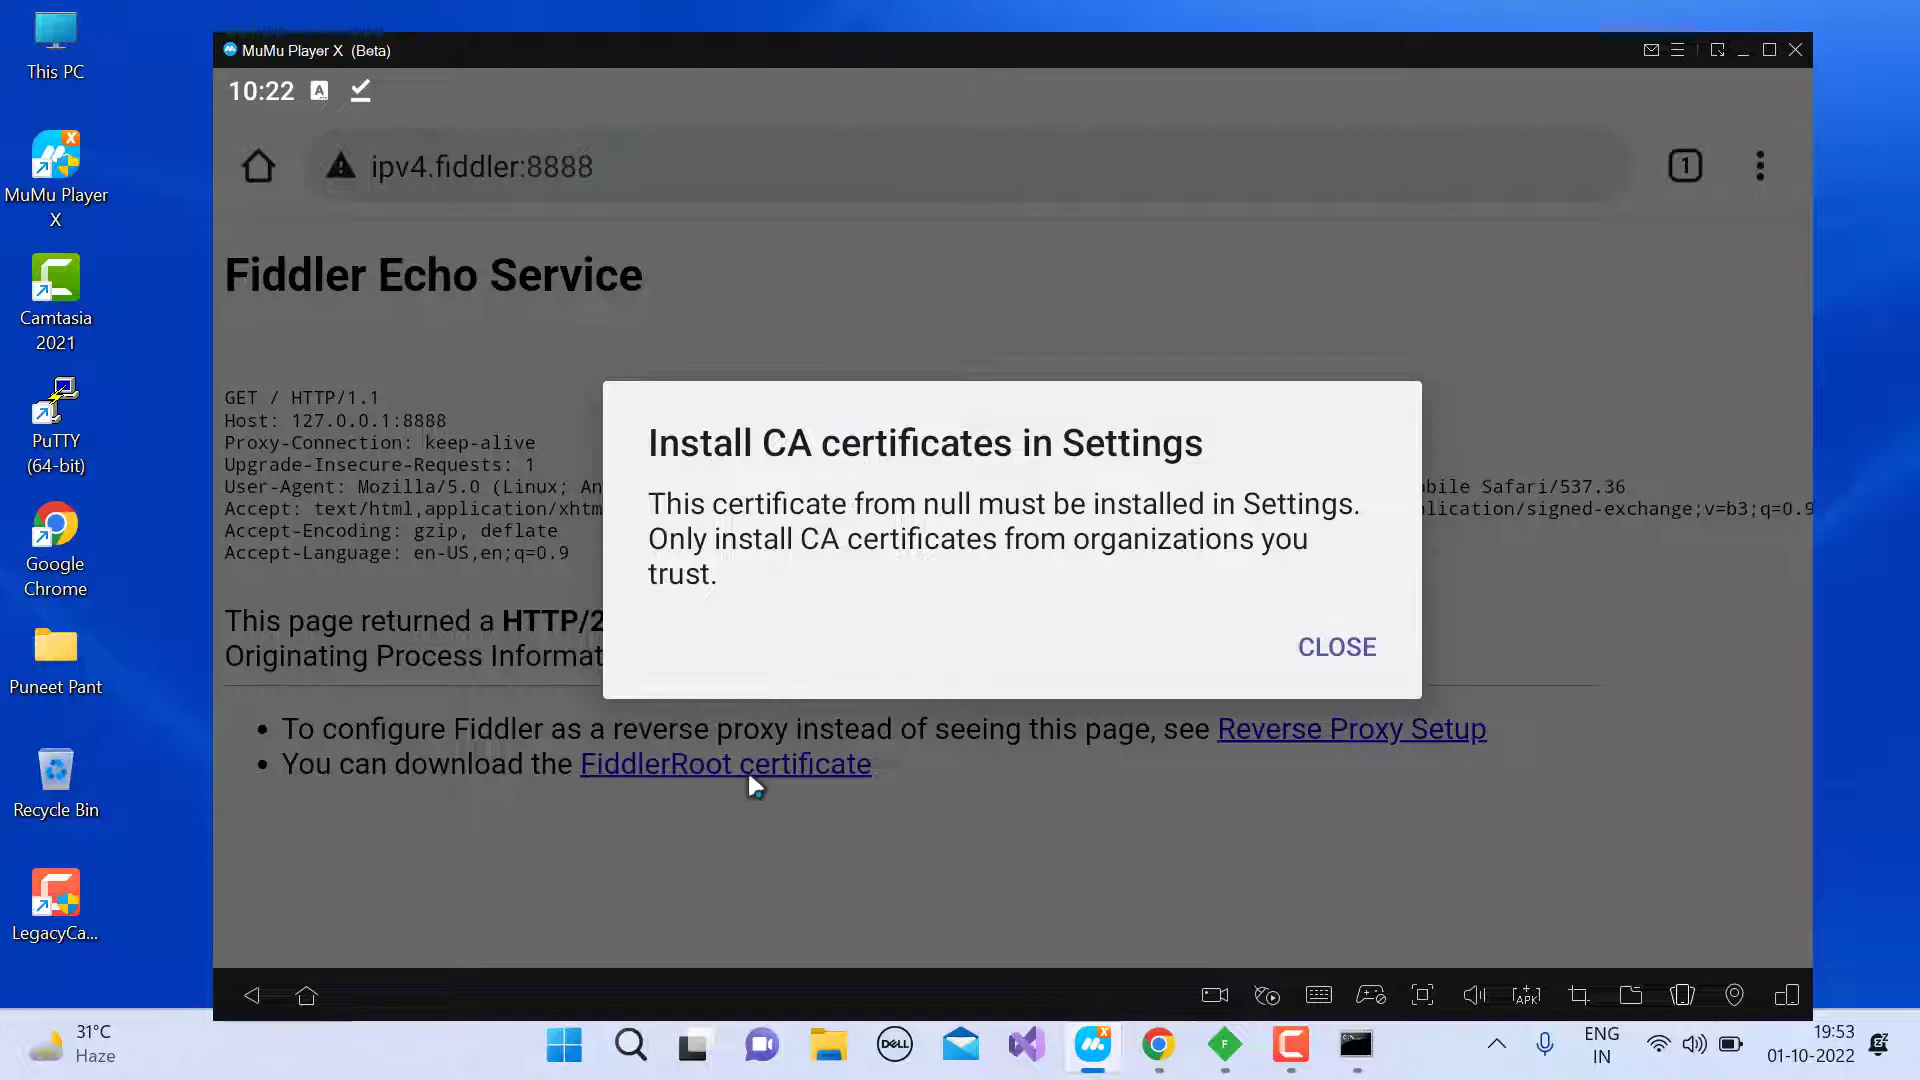 This PC
MuMu Player
X
Camtasia
2021
PuTTY
(64-bit)
Google
Chrome
Puneet Pant
Recycle Bin
LegacyCa...
MuMu Player X (Beta)
10:22
ipv4.fiddler:8888
1
Fiddler Echo Service
GET / HTTP/1.1
Host: 127.0.0.1:8888
Proxy-Connection: keep-alive
Upgrade-Insecure-Requests: 1
User-Agent: Mozilla/5.0 (Linux; An
bile Safari/537.36
Accept: text/html,application/xhtm
lication/signed-exchange;v=b3;q=0.9
Accept-Encoding: gzip, deflate
Accept-Language: en-US,en;q=0.9
This page returned a HTTP/2
Originating Process Informat
Install CA certificates in Settings
This certificate from null must be installed in Settings.
Only install CA certificates from organizations you
trust.
CLOSE
To configure Fiddler as a reverse proxy instead of seeing this page, see Reverse Proxy Setup
You can download the FiddlerRoot certificate
APK
31°C
Haze
DELL
ENG
IN
19:53
01-10-2022